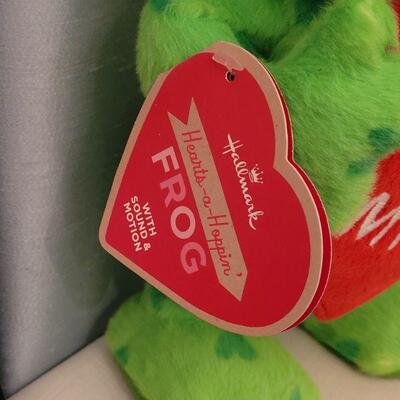 Hallmark
Hearts-a-Hoppin'
FROG
WITH
SOUND &
MOTION